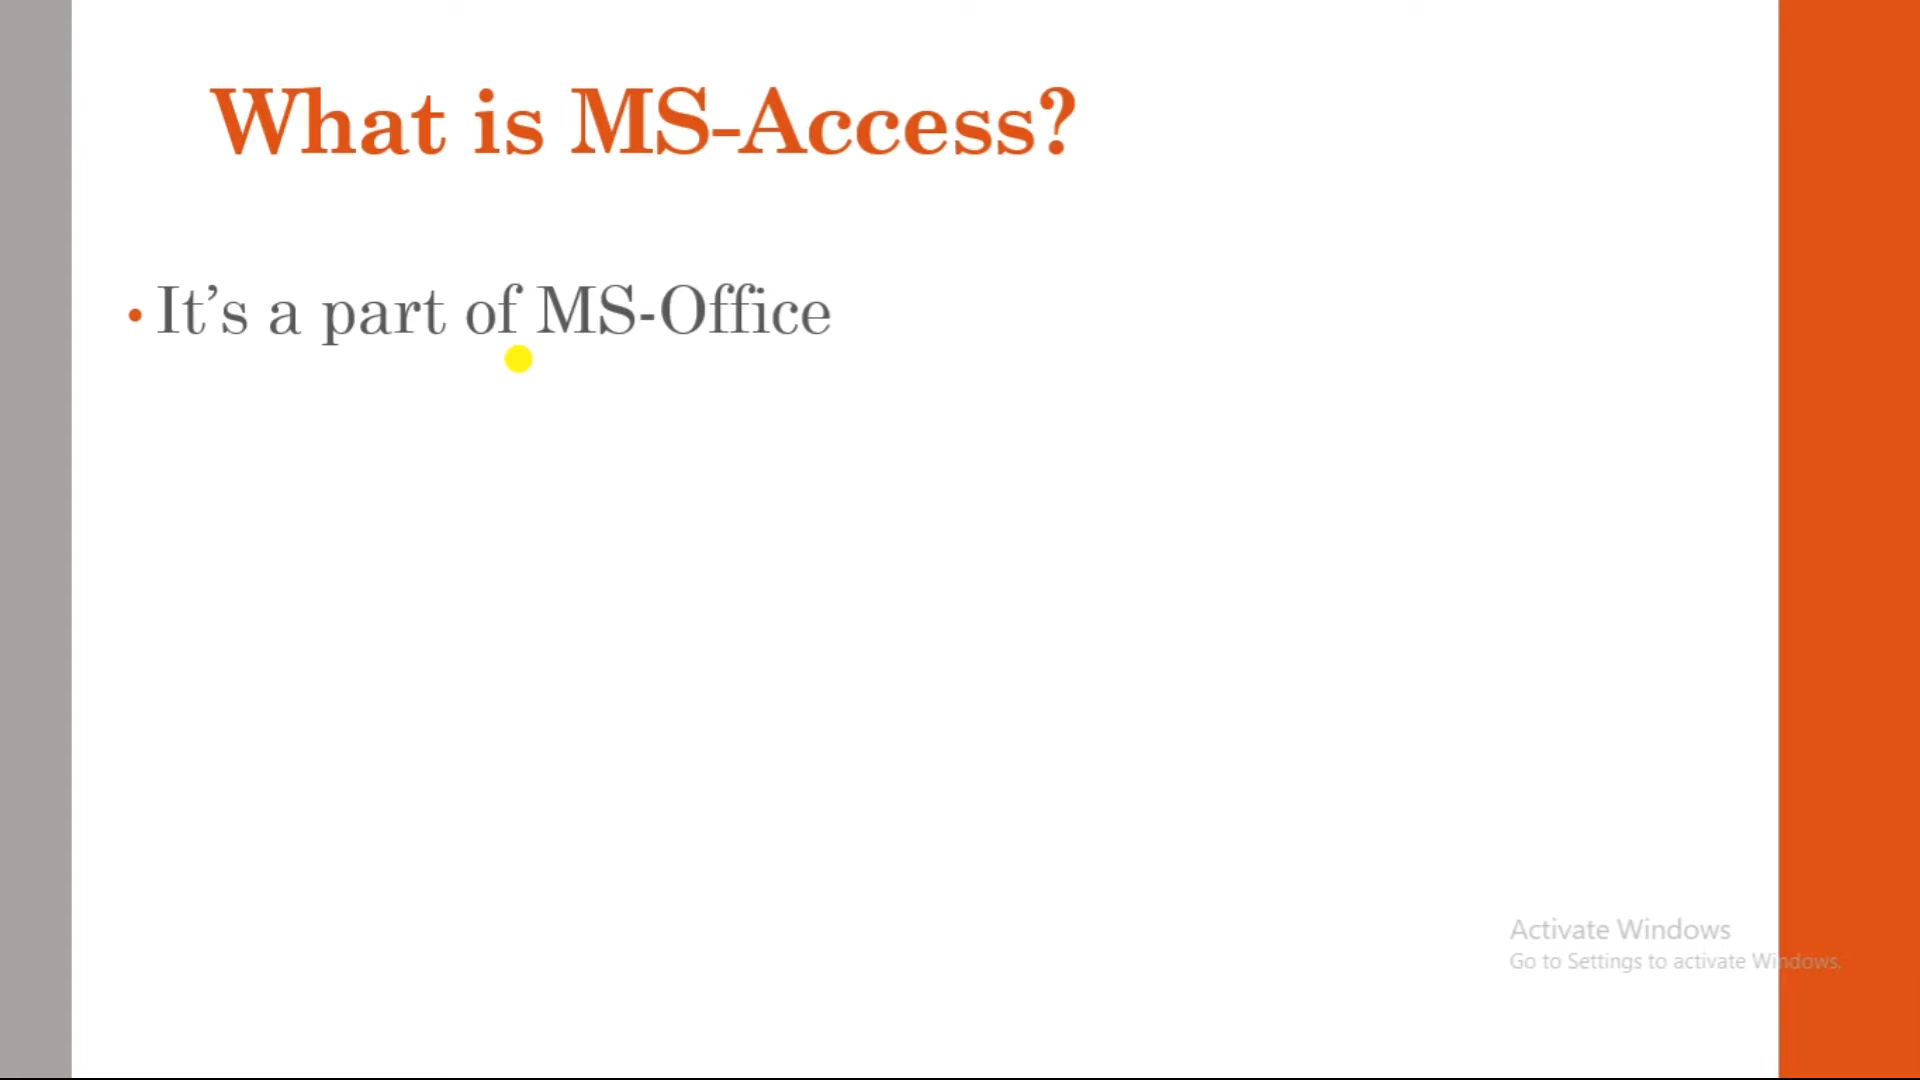 What is MS-Access?
• It’s a part of MS-Office
Activate Windows
Go to Settings to activate Windows.